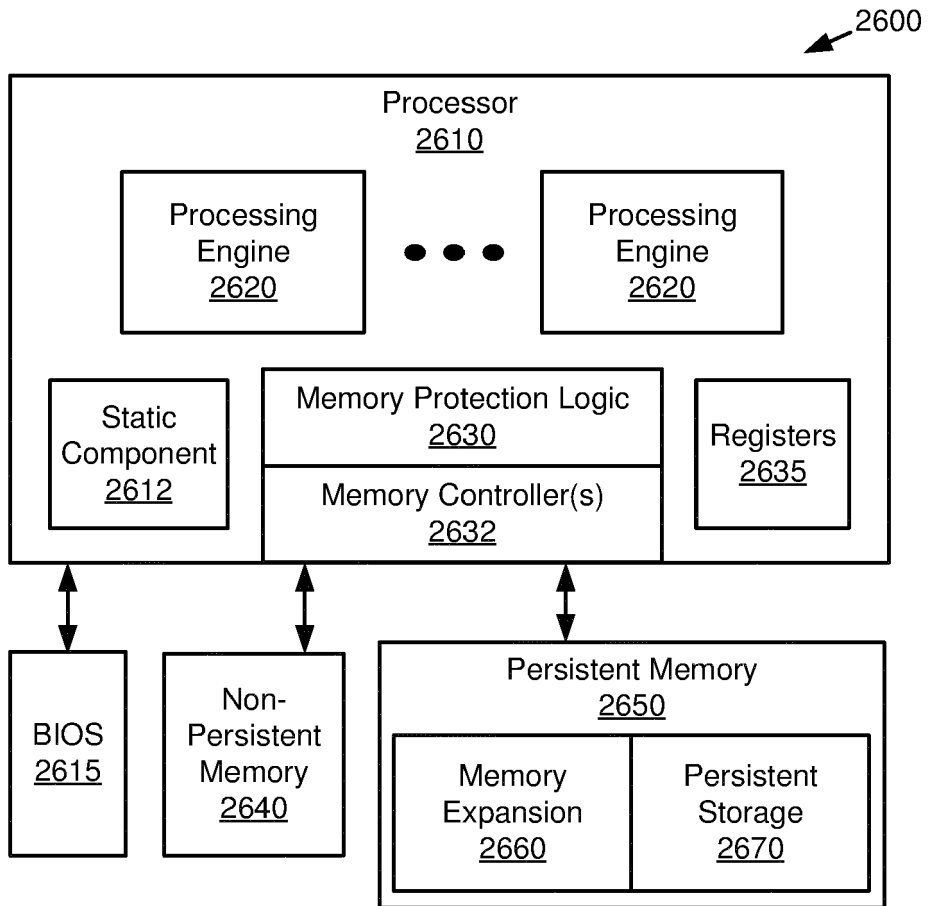 2600
Processor
2610
Processing
Engine
2620
Processing
Engine
2620
Static
Component
2612
Memory Protection Logic
2630
Memory Controller(s)
2632
Registers
2635
BIOS
2615
Non-
Persistent
Memory
2640
Persistent Memory
2650
Memory
Expansion
2660
Persistent
Storage
2670